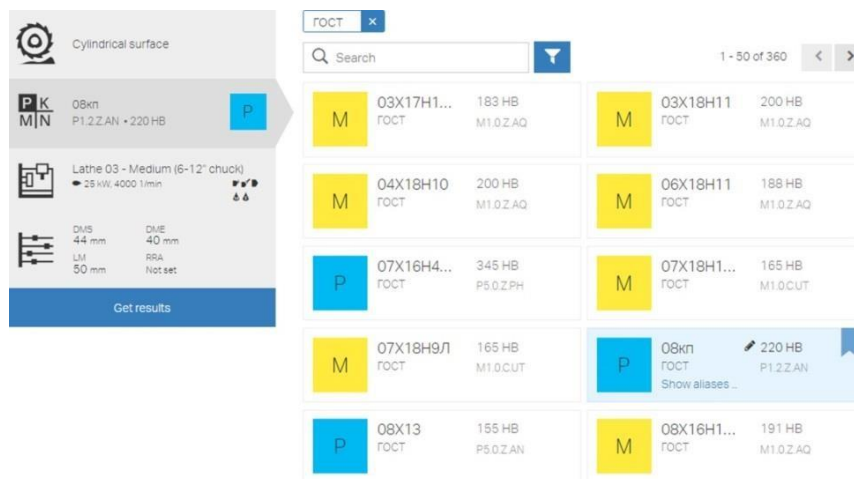 Cylindrical surface
P K
M N
08кп
P1.2.Z.AN • 220 HB
P
Lathe 03 - Medium (6-12" chuck)
25 kW, 4000 1/min
DMS DME
44 mm 40 mm
LM RRA
50 mm Not set
Get results
ГОСТ ×
Search
1 - 50 of 360 < >
M 03Х17Н1... 183 HB
ГОСТ M1.0.Z.AQ
M 03Х18Н11 200 HB
ГОСТ M1.0.Z.AQ
M 04Х18Н10 200 HB
ГОСТ M1.0.Z.AQ
M 06Х18Н11 188 HB
ГОСТ M1.0.Z.AQ
P 07Х16Н4... 345 HB
ГОСТ P5.0.Z.PH
M 07Х18Н1... 165 HB
ГОСТ M1.0.C.UT
M 07Х18Н9Л 165 HB
ГОСТ M1.0.C.UT
P 08кп 220 HB
ГОСТ P1.2.Z.AN
Show aliases ...
P 08Х13 155 HB
ГОСТ P5.0.Z.AN
M 08Х16Н1... 191 HB
ГОСТ M1.0.Z.AQ